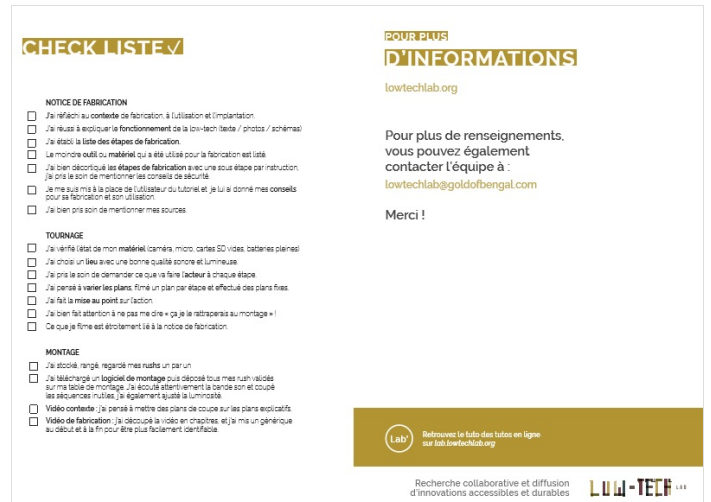 CHECK LISTE✓
NOTICE DE FABRICATION
J'ai réfléchi au contexte de fabrication, à l'utilisation et l'implantation.
J'ai réussi à expliquer le fonctionnement de la low-tech (texte / photos / schémas)
J'ai établi la liste des étapes de fabrication.
Le moindre outil ou matériel qui a été utilisé pour la fabrication est listé.
J'ai bien décortiqué les étapes de fabrication avec une sous étape par instruction,
j'ai pris le soin de mentionner les conseils de sécurité.
Je me suis mis à la place de l'utilisateur du tutoriel et je lui ai donné mes conseils
pour sa fabrication et son utilisation.
J'ai bien pris soin de mentionner mes sources.
TOURNAGE
J'ai vérifié l'état de mon matériel (caméra, micro, cartes SD vides, batteries pleines)
J'ai choisi un lieu avec une bonne qualité sonore et lumineuse.
J'ai pris le soin de demander ce que va faire l'acteur à chaque étape.
J'ai pensé à varier les plans, filmé un plan par étape et effectué des plans fixes.
J'ai fait la mise au point sur l'action.
J'ai bien fait attention à ne pas me dire « ça je le rattraperais au montage » !
Ce que je filme est étroitement lié à la notice de fabrication.
MONTAGE
J'ai stocké, rangé, regardé mes rushs un par un
J'ai téléchargé un logiciel de montage puis déposé tous mes rush validés
sur ma table de montage. J'ai écouté attentivement la bande son et coupé
les séquences inutiles, j'ai également ajusté la luminosité.
Vidéo contexte : j'ai pensé à mettre des plans de coupe sur les plans explicatifs
Vidéo de fabrication : j'ai découpé la vidéo en chapitres, et j'ai mis un générique
au début et à la fin pour être plus facilement identifiable.
POUR PLUS
D'INFORMATIONS
lowtechlab.org
Pour plus de renseignements,
vous pouvez également
contacter l'équipe à :
lowtechlab@goldofbengal.com
Merci !
Lab'
Retrouvez le tuto des tutos en ligne
sur lab.lowtechlab.org
Recherche collaborative et diffusion
d'innovations accessibles et durables
LOW-TECH LAB